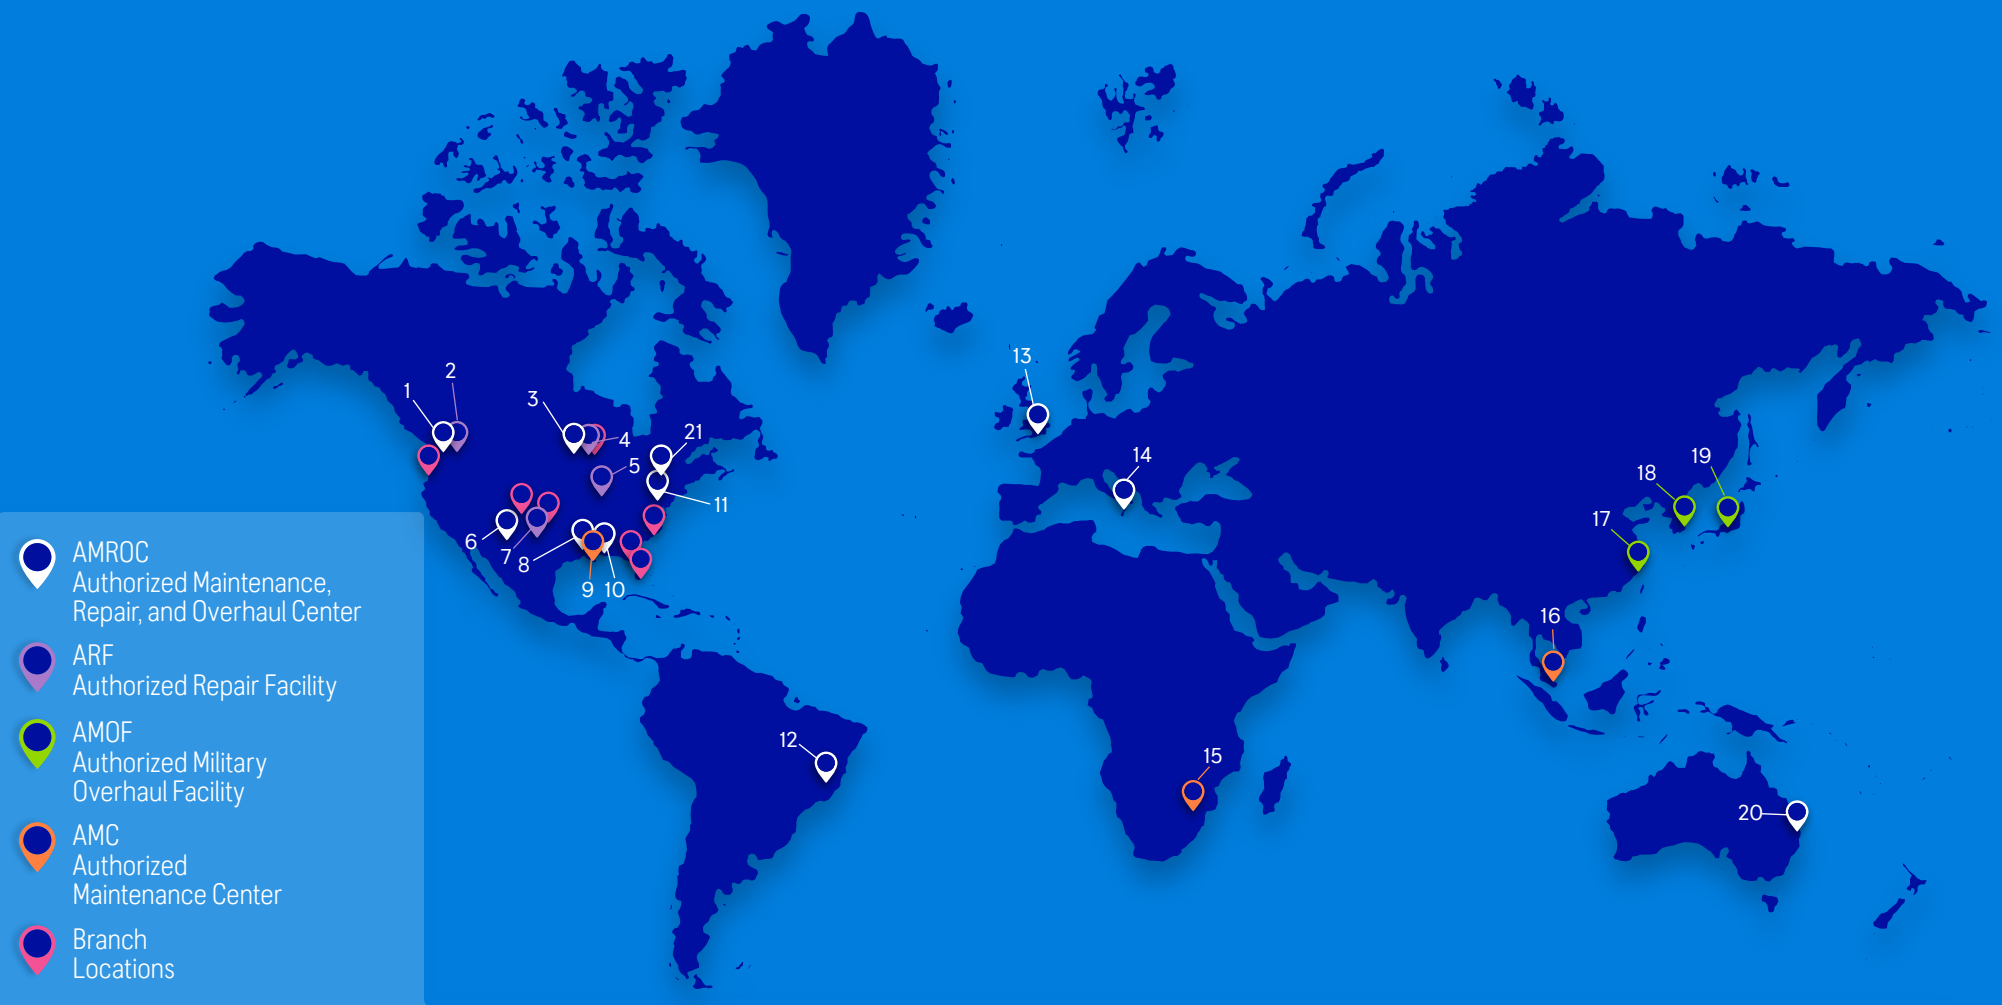 1
2
3
4
5
21
11
6
7
8
9
10
12
13
14
15
16
17
18
19
20
AMROC
Authorized Maintenance,
Repair, and Overhaul Center
ARF
Authorized Repair Facility
AMOF
Authorized Military
Overhaul Facility
AMC
Authorized
Maintenance Center
Branch
Locations